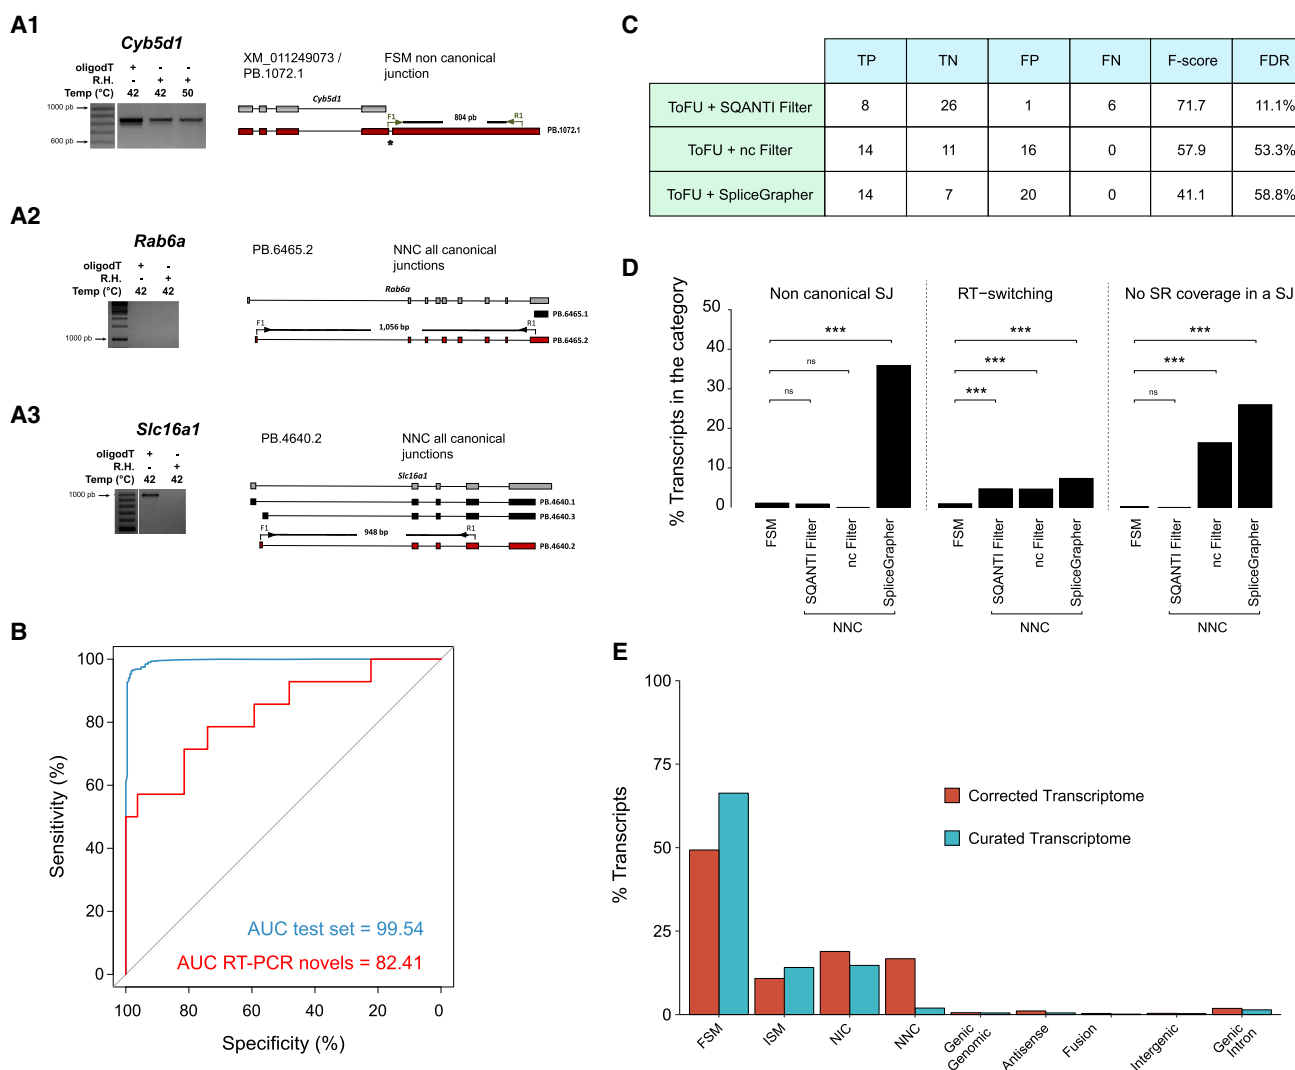 A1
Cyb5d1
oligodT + - -
R.H. - + +
Temp (°C) 42 42 50
1000 pb
600 pb
XM_011249073 /
PB.1072.1
FSM non canonical
junction
Cyb5d1
F1
804 pb
R1
PB.1072.1
*
A2
Rab6a
oligodT + -
R.H. - +
Temp (°C) 42 42
1000 pb
PB.6465.2
NNC all canonical
junctions
Rab6a
PB.6465.1
F1
1,056 bp
R1
PB.6465.2
A3
Slc16a1
oligodT + -
R.H. - +
Temp (°C) 42 42
1000 pb
PB.4640.2
NNC all canonical
junctions
Slc16a1
PB.4640.1
PB.4640.3
F1
948 bp
R1
PB.4640.2
B
Sensitivity (%)
100
80
60
40
20
0
AUC test set = 99.54
AUC RT-PCR novels = 82.41
100 80 60 40 20 0
Specificity (%)
C
TP TN FP FN F-score FDR
ToFU + SQANTI Filter 8 26 1 6 71.7 11.1%
ToFU + nc Filter 14 11 16 0 57.9 53.3%
ToFU + SpliceGrapher 14 7 20 0 41.1 58.8%
D
% Transcripts in the category
50
40
30
20
10
0
Non canonical SJ
***
ns
ns
FSM
SQANTI Filter
nc Filter
SpliceGrapher
NNC
RT−switching
***
***
***
FSM
SQANTI Filter
nc Filter
SpliceGrapher
NNC
No SR coverage in a SJ
***
***
ns
FSM
SQANTI Filter
nc Filter
SpliceGrapher
NNC
E
% Transcripts
100
75
50
25
0
Corrected Transcriptome
Curated Transcriptome
FSM
ISM
NIC
NNC
Genic
Genomic
Antisense
Fusion
Intergenic
Genic
Intron